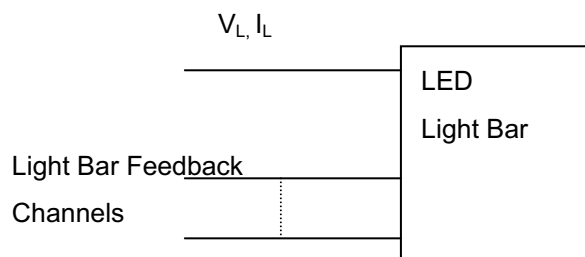 V_L, I_L
LED
Light Bar
Light Bar Feedback
Channels